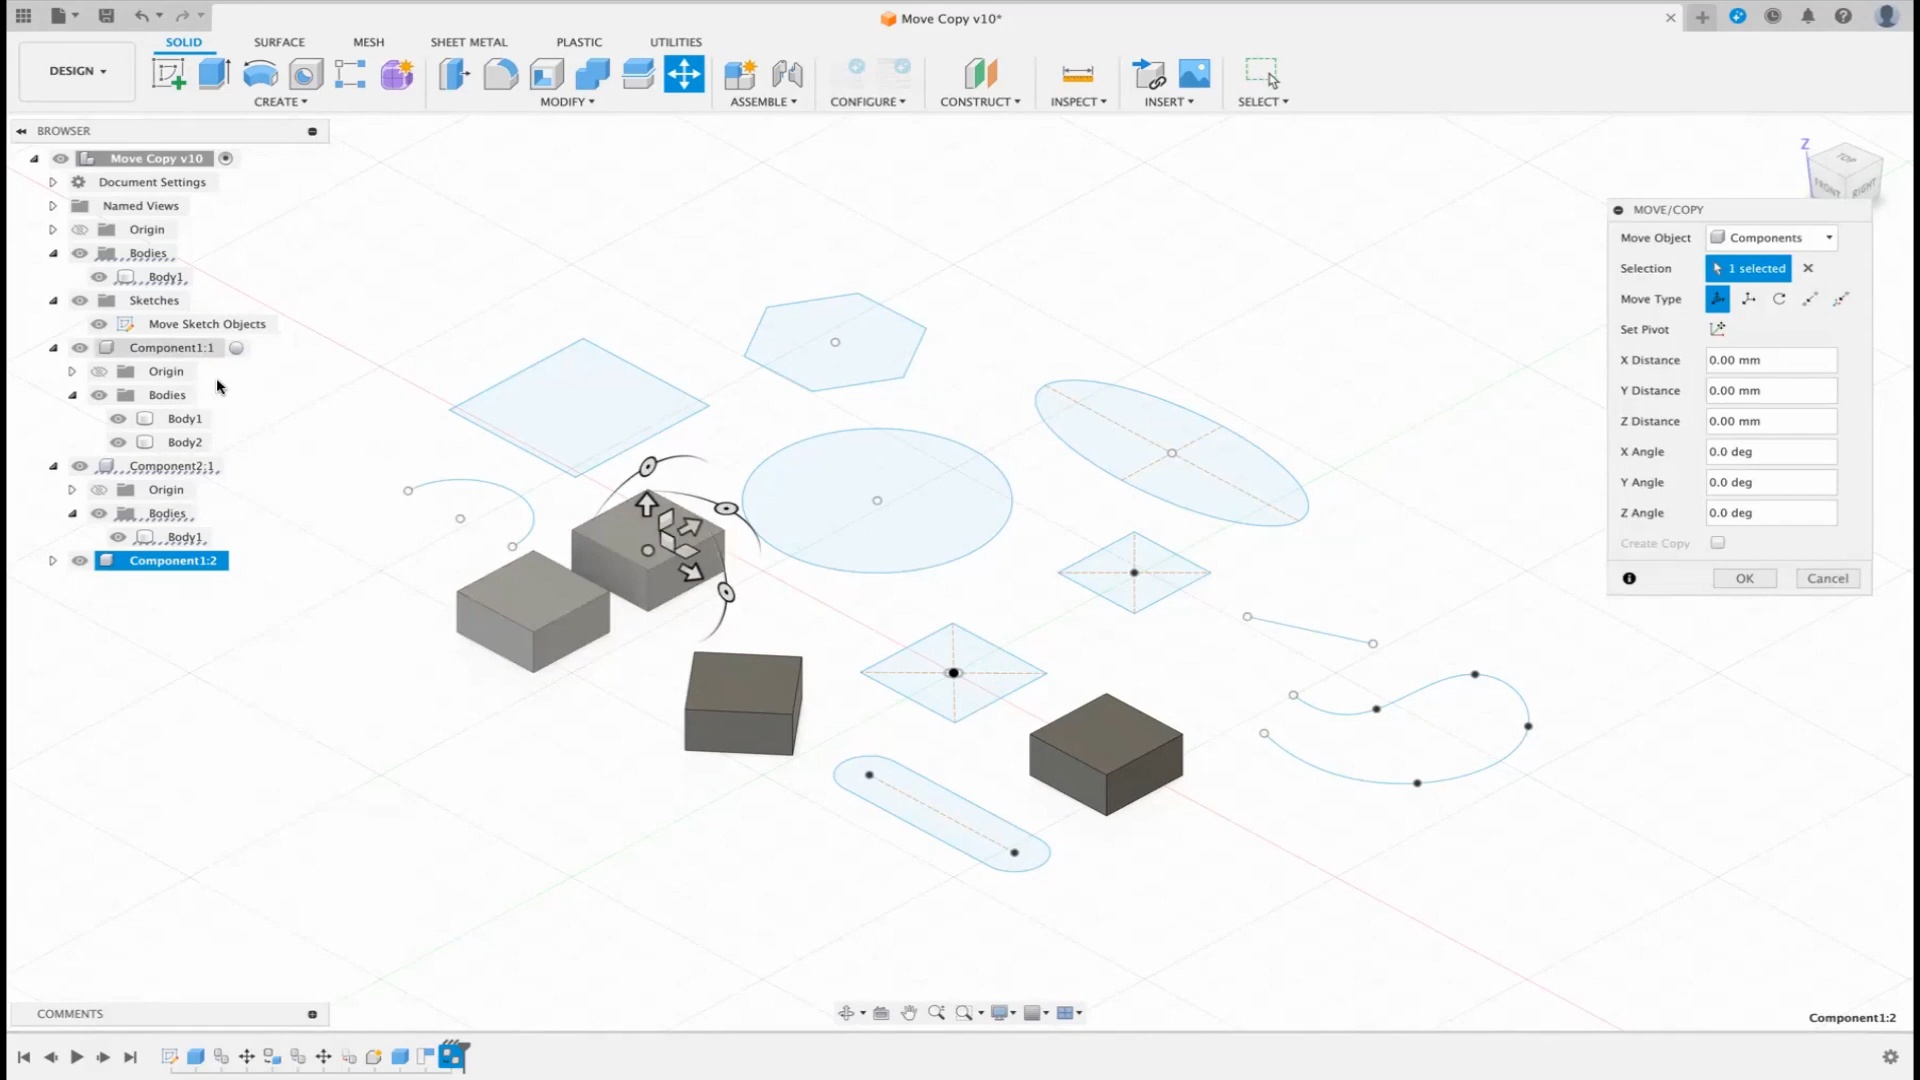 Move Copy v10*
SOLID SURFACE MESH SHEET METAL PLASTIC UTILITIES
DESIGN
CREATE MODIFY ASSEMBLE CONFIGURE CONSTRUCT INSPECT INSERT SELECT
BROWSER
Move Copy v10
Document Settings
Named Views
Origin
Bodies
Body1
Sketches
Move Sketch Objects
Component1:1
Origin
Bodies
Body1
Body2
Component2:1
Origin
Bodies
Body1
Component1:2
Z
TOP
FRONT RIGHT
MOVE/COPY
Move Object Components
Selection 1 selected
Move Type
Set Pivot
X Distance 0.00 mm
Y Distance 0.00 mm
Z Distance 0.00 mm
X Angle 0.0 deg
Y Angle 0.0 deg
Z Angle 0.0 deg
Create Copy
OK Cancel
COMMENTS
Component1:2